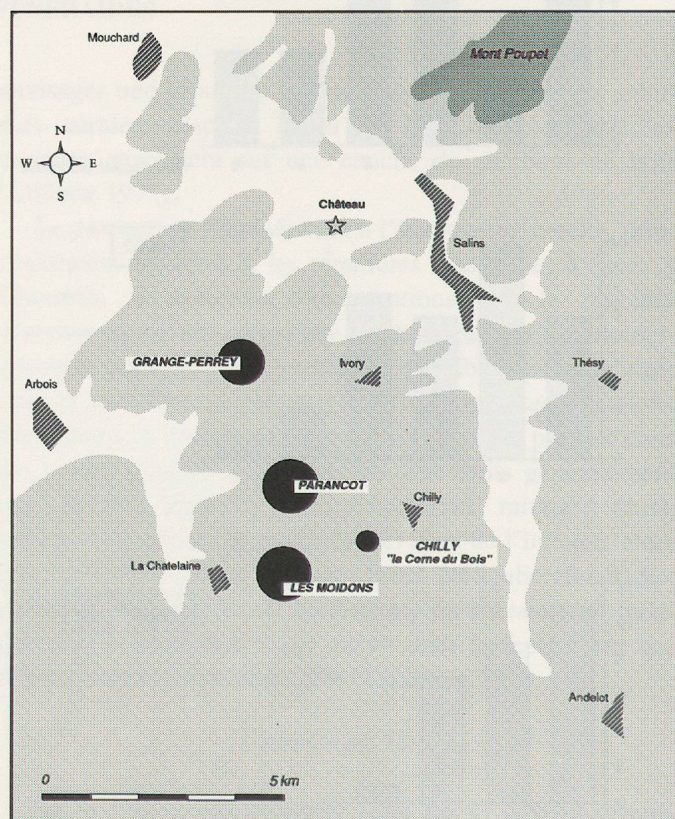 Mouchard
Mont Poupet
N
W E
S
Château
Salins
GRANGE-PERREY
Ivory
Thésy
Arbois
PARANCOT
Chilly
CHILLY
"la Corne du Bois"
La Chatelaine
LES MOIDONS
Andelot
0 5 km